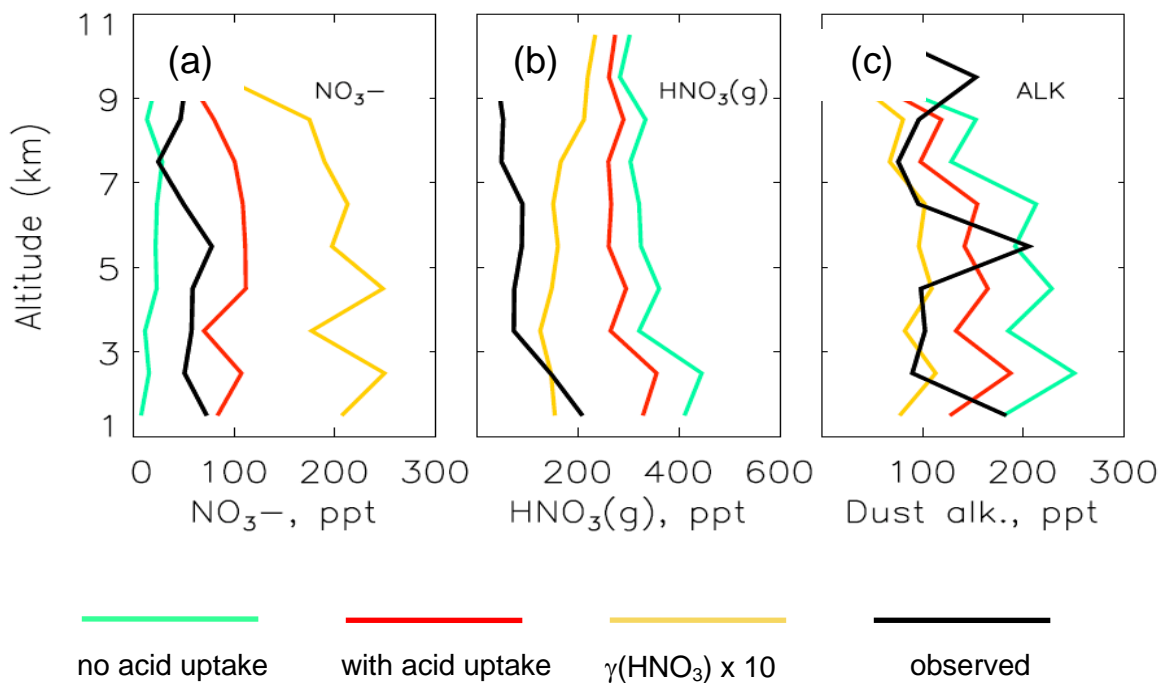 11
9
7
5
3
1
Altitude (km)
(a)
NO₃−
(b)
HNO₃(g)
(c)
ALK
0 100 200 300
200 400 600
100 200 300
NO₃−, ppt
HNO₃(g), ppt
Dust alk., ppt
no acid uptake
with acid uptake
γ(HNO₃) x 10
observed